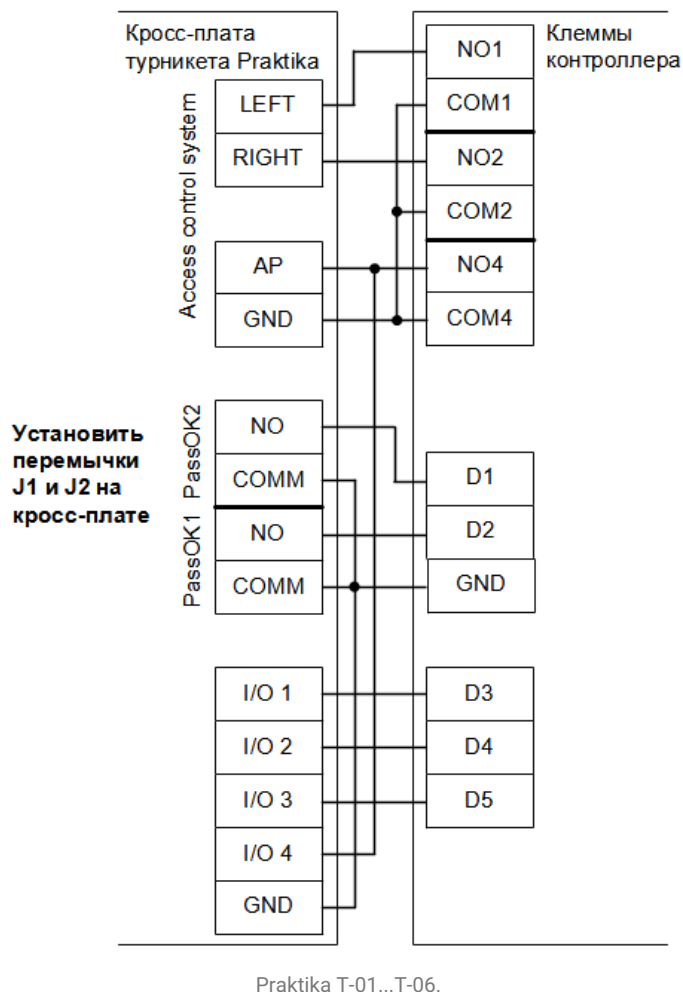 Кросс-плата
турникета Praktika
Клеммы
контроллера
Access control system
LEFT
RIGHT
AP
GND
NO1
COM1
NO2
COM2
NO4
COM4
Установить
перемычки
J1 и J2 на
кросс-плате
PassOK2
NO
COMM
PassOK1
NO
COMM
D1
D2
GND
I/O 1
I/O 2
I/O 3
I/O 4
GND
D3
D4
D5
Praktika T-01...T-06.